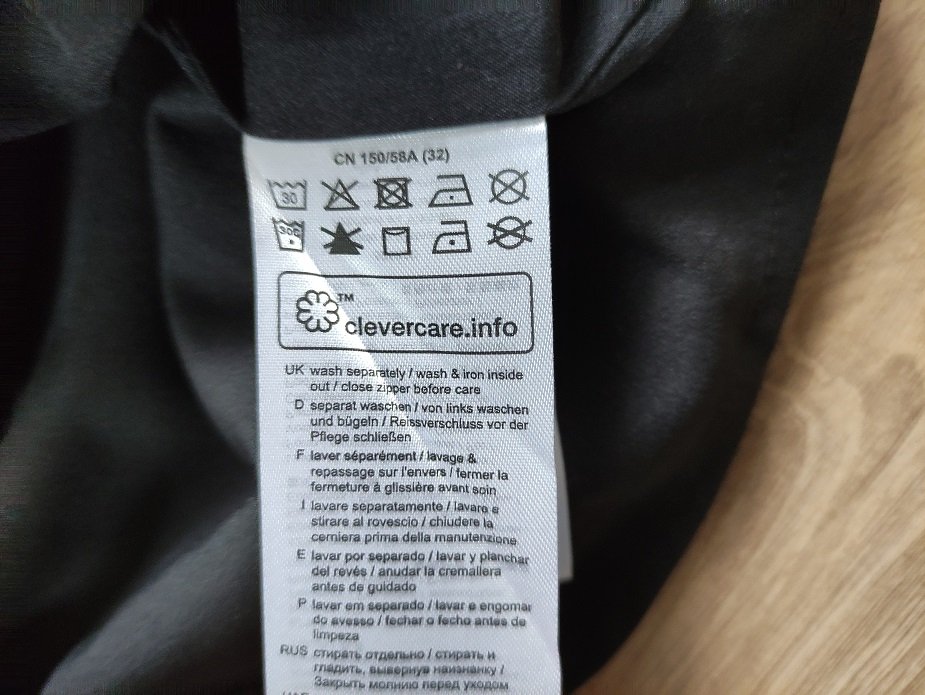 CN 150/58A (32)
30
30C
TM
clevercare.info
UK wash separately / wash & iron inside
out / close zipper before care
D separat waschen / von links waschen
und bügeln / Reissverschluss vor der
Pflege schließen
F laver séparément / lavage &
repassage sur l'envers / fermer la
fermeture à glissière avant soin
I lavare separatamente / lavare e
stirare al rovescio / chiudere la
cerniera prima della manutenzione
E lavar por separado / lavar y planchar
del revés / anudar la cremallera
antes de guidado
P lavar em separado / lavar e engomar
do avesso / fechar o fecho antes de
limpeza
RUS стирать отдельно / стирать и
гладить, вывернув наизнанку /
Закрыть молнию перед уходом